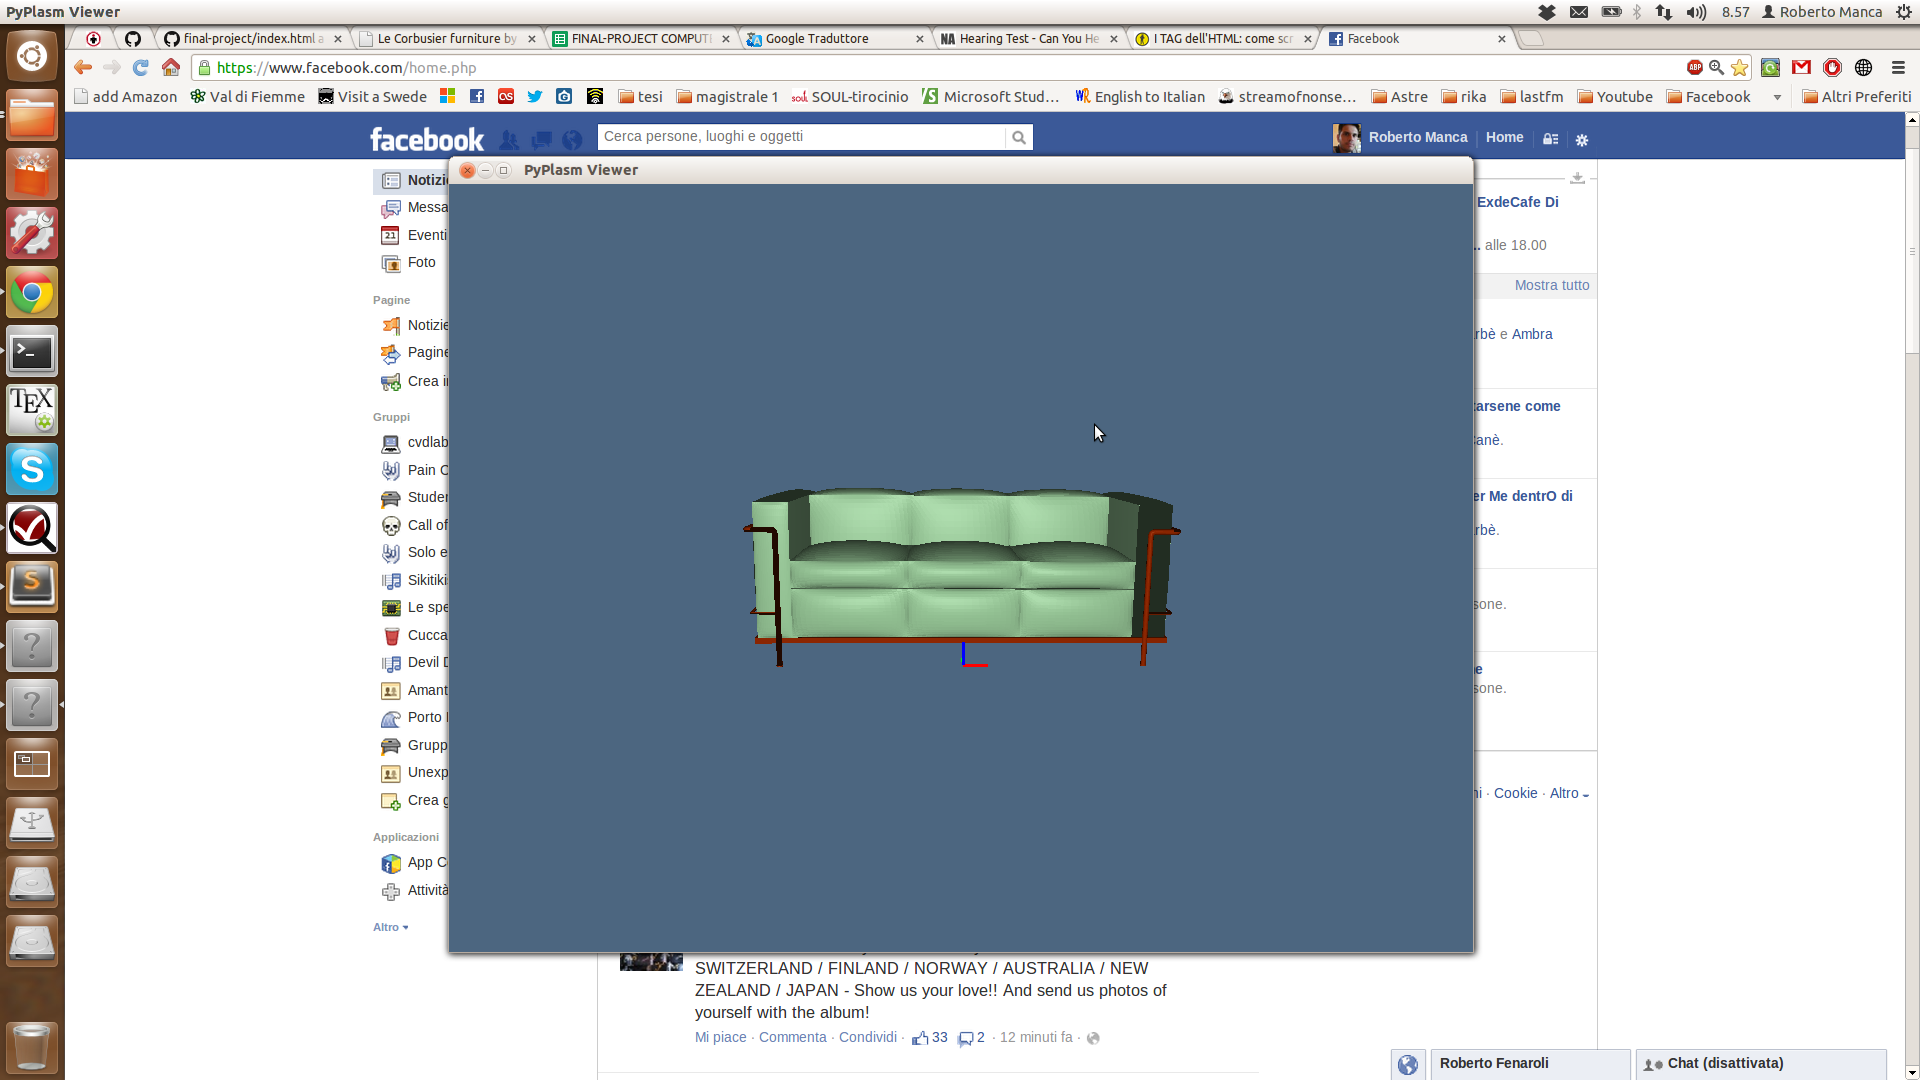 PyPlasm Viewer
8.57
Roberto Manca
final-project/index.html a
Le Corbusier furniture by
FINAL-PROJECT COMPUT
Google Traduttore
NA Hearing Test - Can You He
I TAG dell'HTML: come scr
Facebook
https://www.facebook.com/home.php
ABP
add Amazon
Val di Fiemme
Visit a Swede
tesi
magistrale 1
SOUL-tirocinio
Microsoft Stud...
English to Italian
streamofnonse...
Astre
rika
lastfm
Youtube
Facebook
Altri Preferiti
facebook
Cerca persone, luoghi e oggetti
Roberto Manca
Home
PyPlasm Viewer
Notizi
Messa
21
Eventi
Foto
Pagine
Notizie
Pagine
Crea i
Gruppi
cvdlab
Pain C
Studer
Call of
Solo e
Sikitiki
Le spe
Cucca
Devil D
Amant
Porto
Grupp
Unexp
Crea g
Applicazioni
App C
Attività
Altro
ExdeCafe Di
.. alle 18.00
Mostra tutto
rbè e Ambra
tarsene come
anè.
er Me dentrO di
rbè.
sone.
ne
sone.
ni · Cookie · Altro
SWITZERLAND / FINLAND / NORWAY / AUSTRALIA / NEW
ZEALAND / JAPAN - Show us your love!! And send us photos of
yourself with the album!
Mi piace · Commenta · Condividi · 33 2 · 12 minuti fa ·
Roberto Fenaroli
Chat (disattivata)
TEX